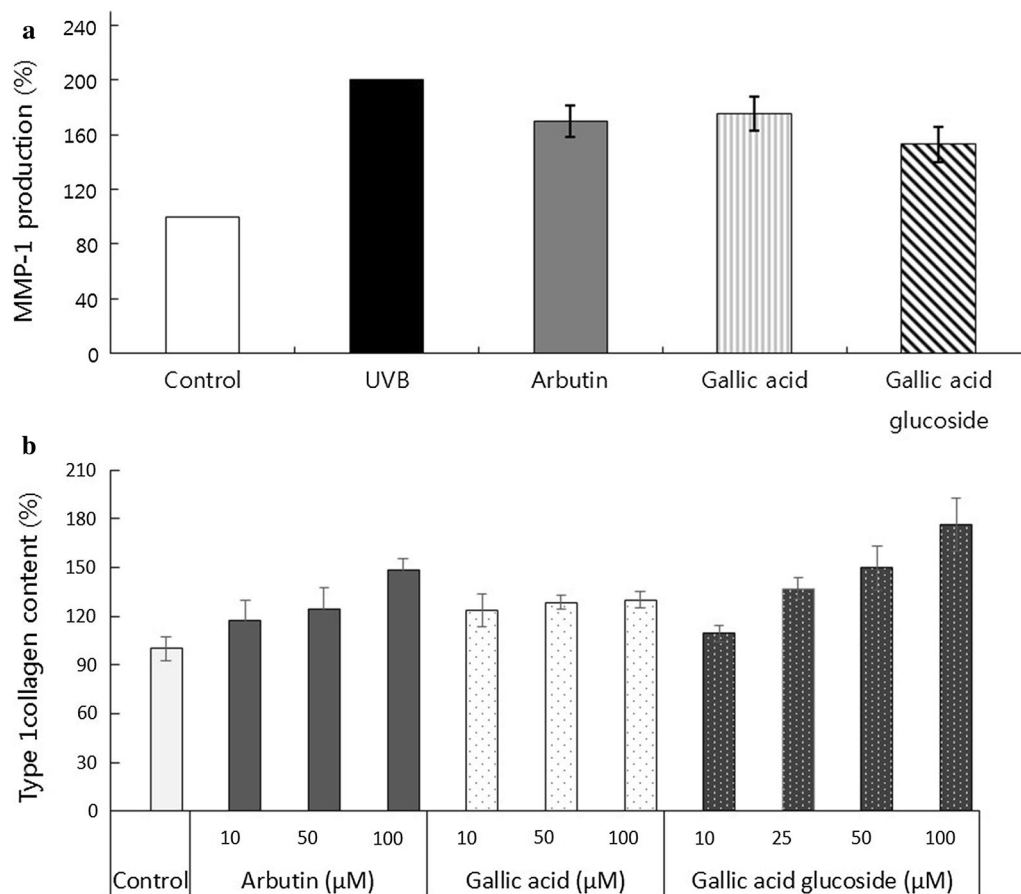 a
MMP-1 production (%)
240
200
160
120
80
40
0
Control UVB Arbutin Gallic acid Gallic acid
glucoside
b
Type 1collagen content (%)
210
180
150
120
90
60
30
0
10 50 100 10 50 100 10 25 50 100
Control Arbutin (μM) Gallic acid (μM) Gallic acid glucoside (μM)